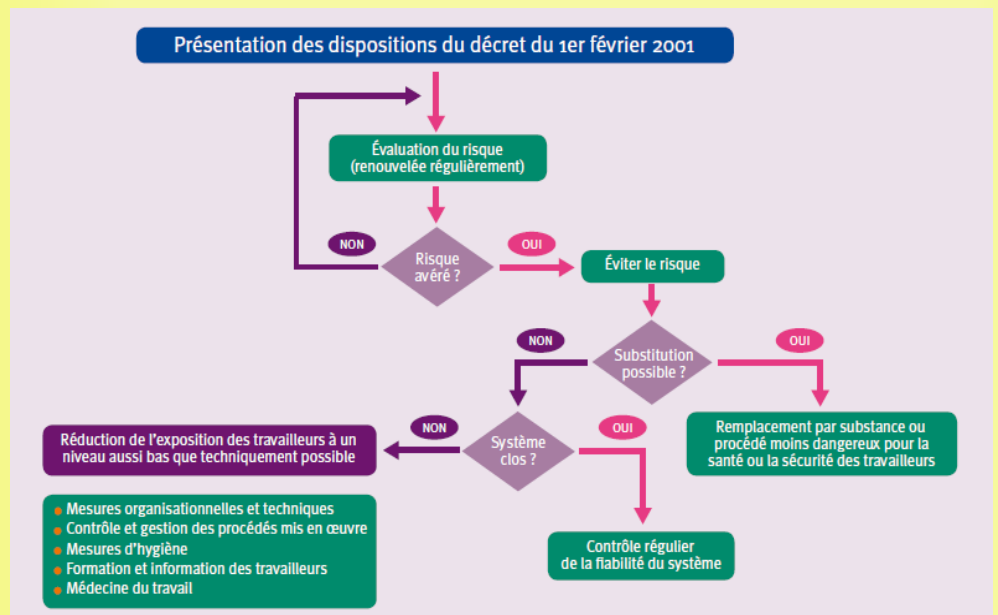 Présentation des dispositions du décret du 1er février 2001
Évaluation du risque
(renouvelée régulièrement)
NON
OUI
Risque
avéré ?
Éviter le risque
NON
OUI
Substitution
possible ?
NON
OUI
Système
clos ?
Réduction de l'exposition des travailleurs à un
niveau aussi bas que techniquement possible
Remplacement par substance ou
procédé moins dangereux pour la
santé ou la sécurité des travailleurs
• Mesures organisationnelles et techniques
• Contrôle et gestion des procédés mis en œuvre
• Mesures d'hygiène
• Formation et information des travailleurs
• Médecine du travail
Contrôle régulier
de la fiabilité du système